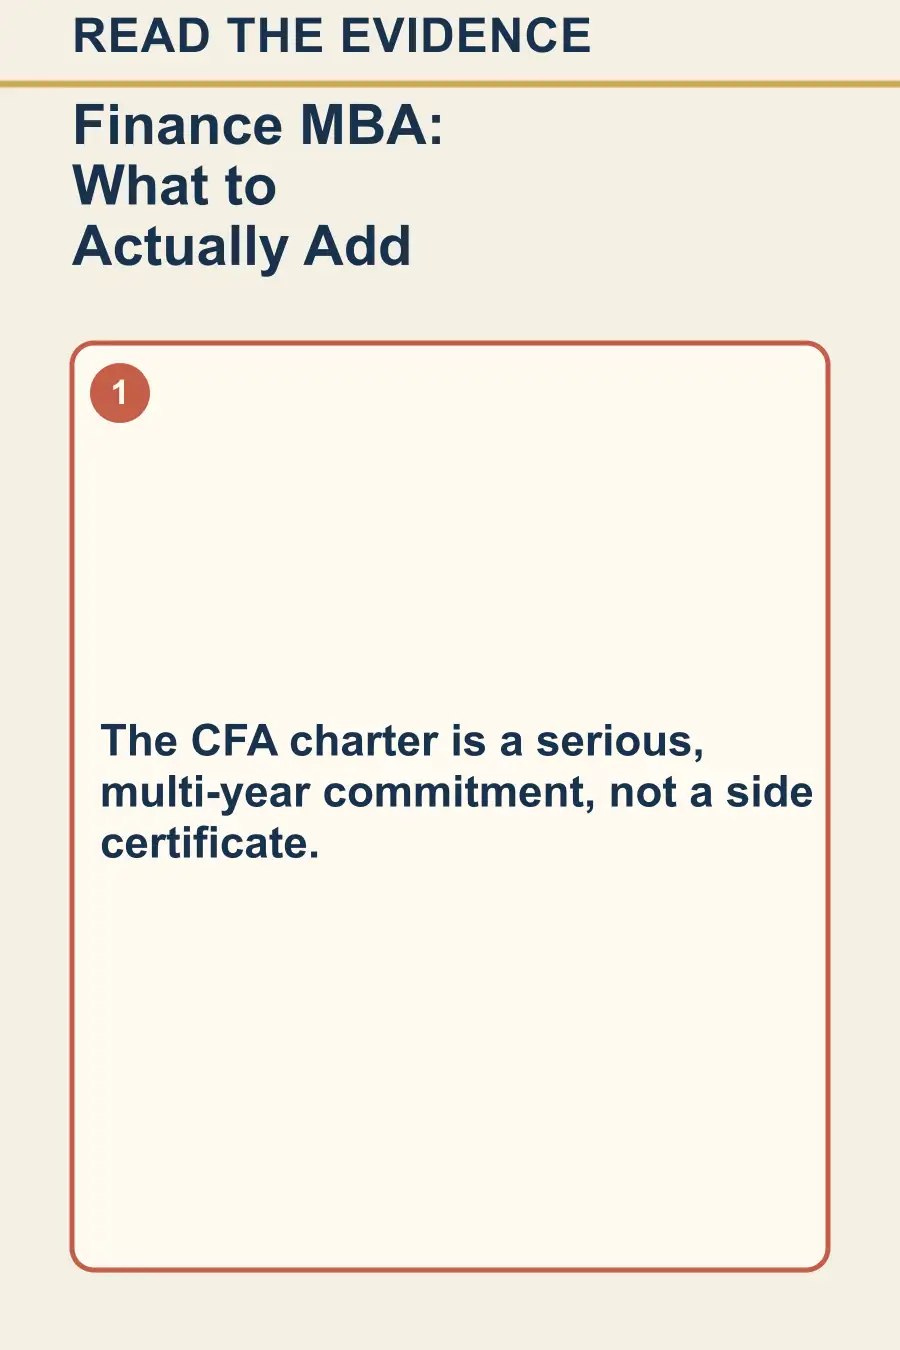 READ THE EVIDENCE
Finance MBA:
What to
Actually Add
1
The CFA charter is a serious,
multi-year commitment, not a side
certificate.